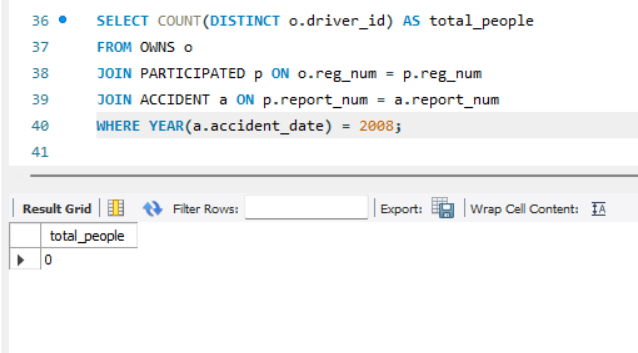 36 SELECT COUNT(DISTINCT o.driver_id) AS total_people
37 FROM OWNS o
38 JOIN PARTICIPATED p ON o.reg_num = p.reg_num
39 JOIN ACCIDENT a ON p.report_num = a.report_num
40 WHERE YEAR(a.accident_date) = 2008;
41
Result Grid Filter Rows: Export: Wrap Cell Content: IA
total_people
0